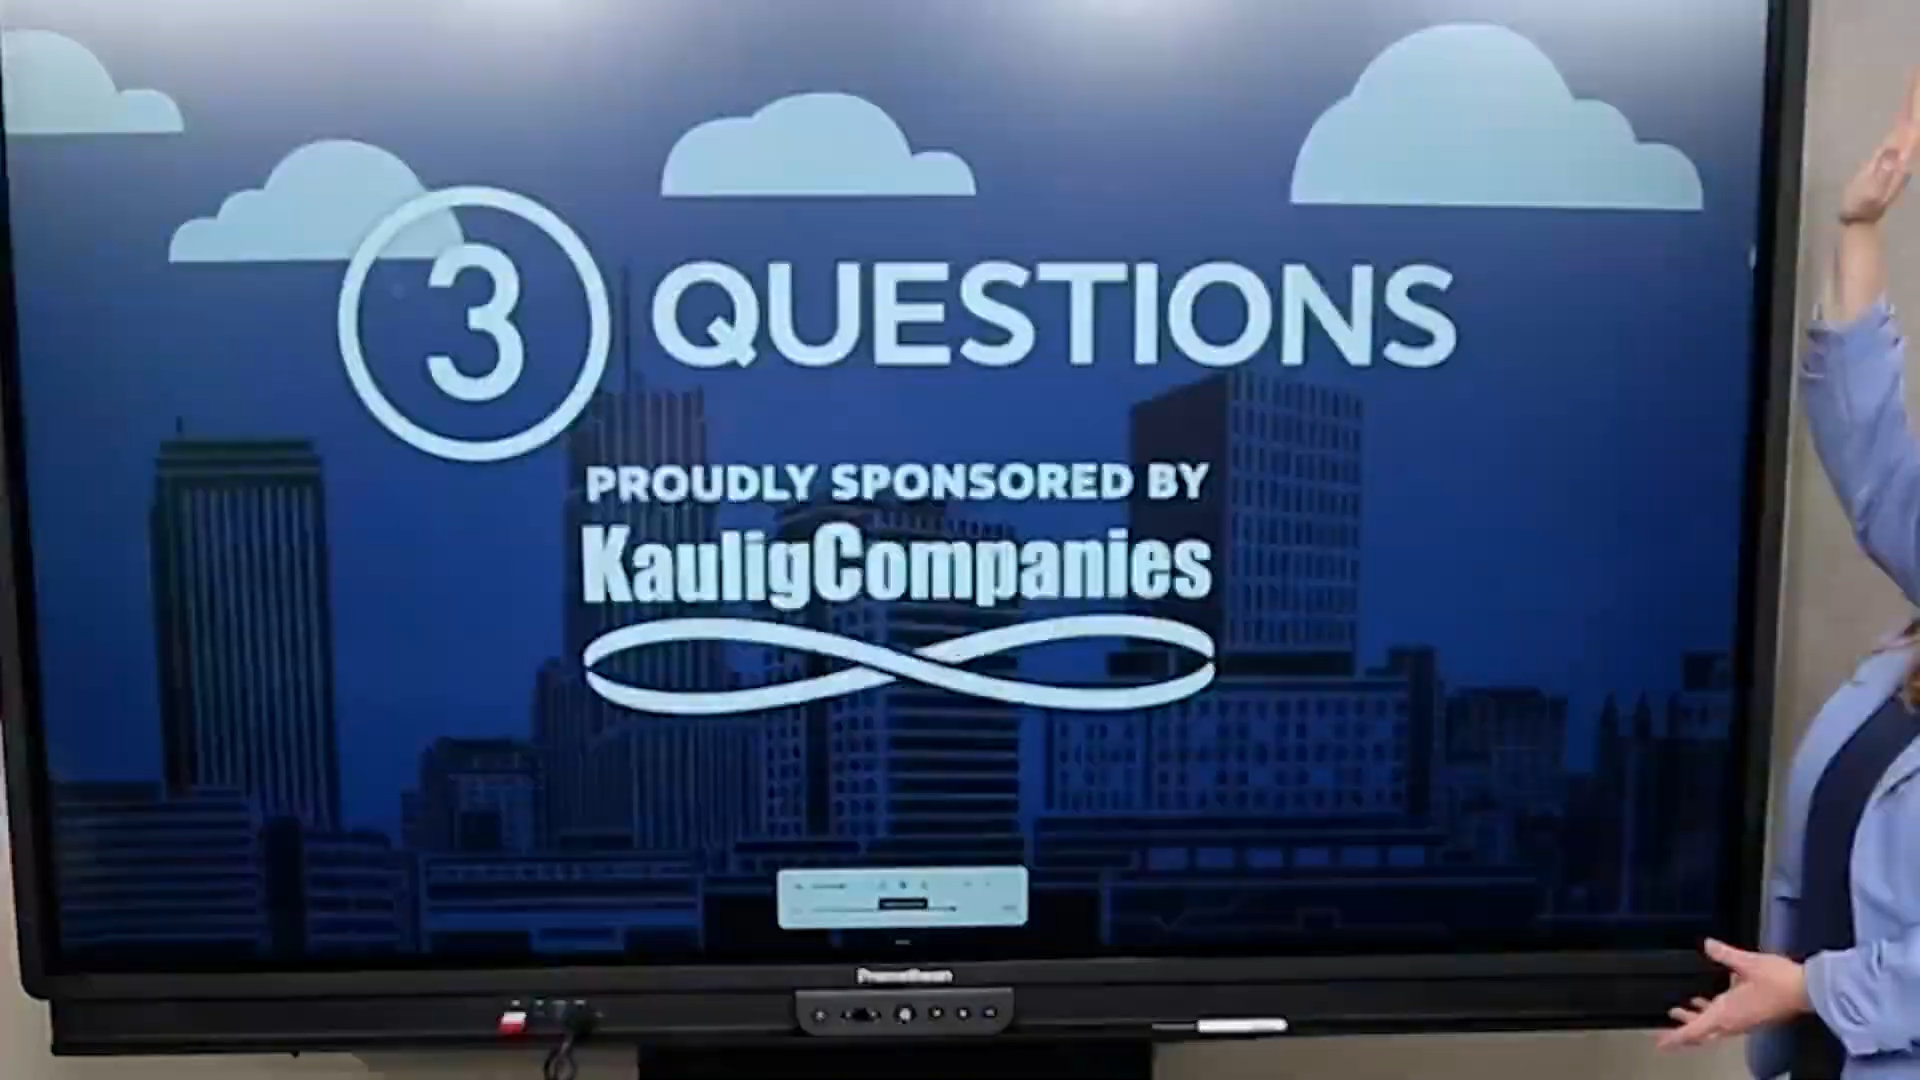 3 QUESTIONS
PROUDLY SPONSORED BY
KauligCompanies
Promethean